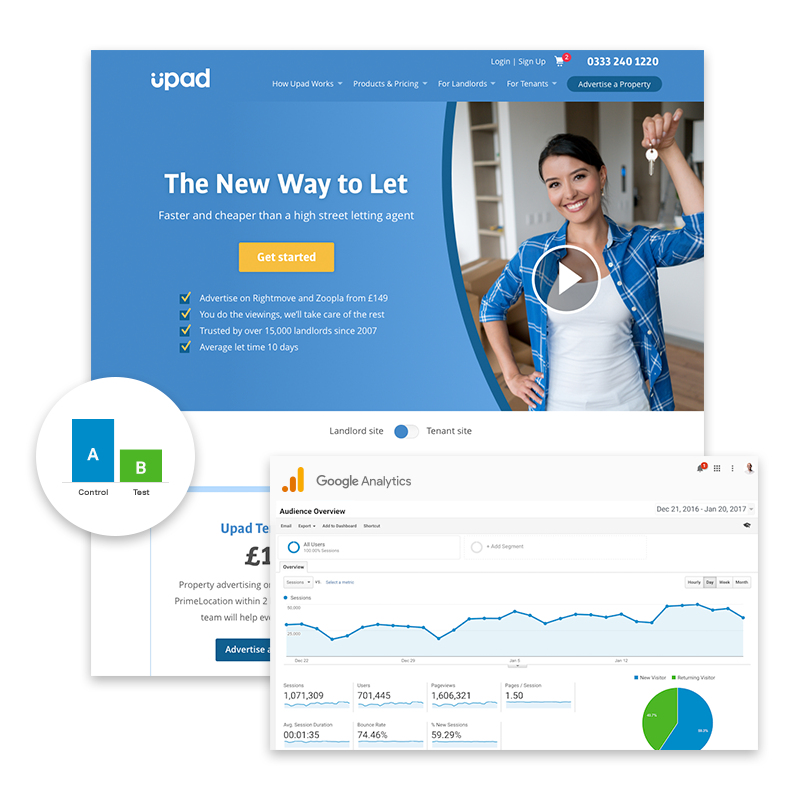 Login | Sign Up 2 0333 240 1220
upad
How Upad Works Products & Pricing For Landlords For Tenants Advertise a Property
The New Way to Let
Faster and cheaper than a high street letting agent
Get started
Advertise on Rightmove and Zoopla from £149
You do the viewings, we'll take care of the rest
Trusted by over 15,000 landlords since 2007
Average let time 10 days
Landlord site Tenant site
A
B
Control Test
Upad Te
£1
Property advertising on
PrimeLocation within 2
team will help eve
Advertise a
Google Analytics
1
Audience Overview
Dec 21, 2016 - Jan 20, 2017
Email Export Add to Dashboard Shortcut
All Users
100.00% Sessions
+ Add Segment
Overview
Sessions VS. Select a metric
Hourly Day Week Month
Sessions
50,000
25,000
Dec 22 Dec 29 Jan 5 Jan 12
New Visitor Returning Visitor
Sessions
1,071,309
Users
701,445
Pageviews
1,606,321
Pages / Session
1.50
Avg. Session Duration
00:01:35
Bounce Rate
74.46%
% New Sessions
59.29%